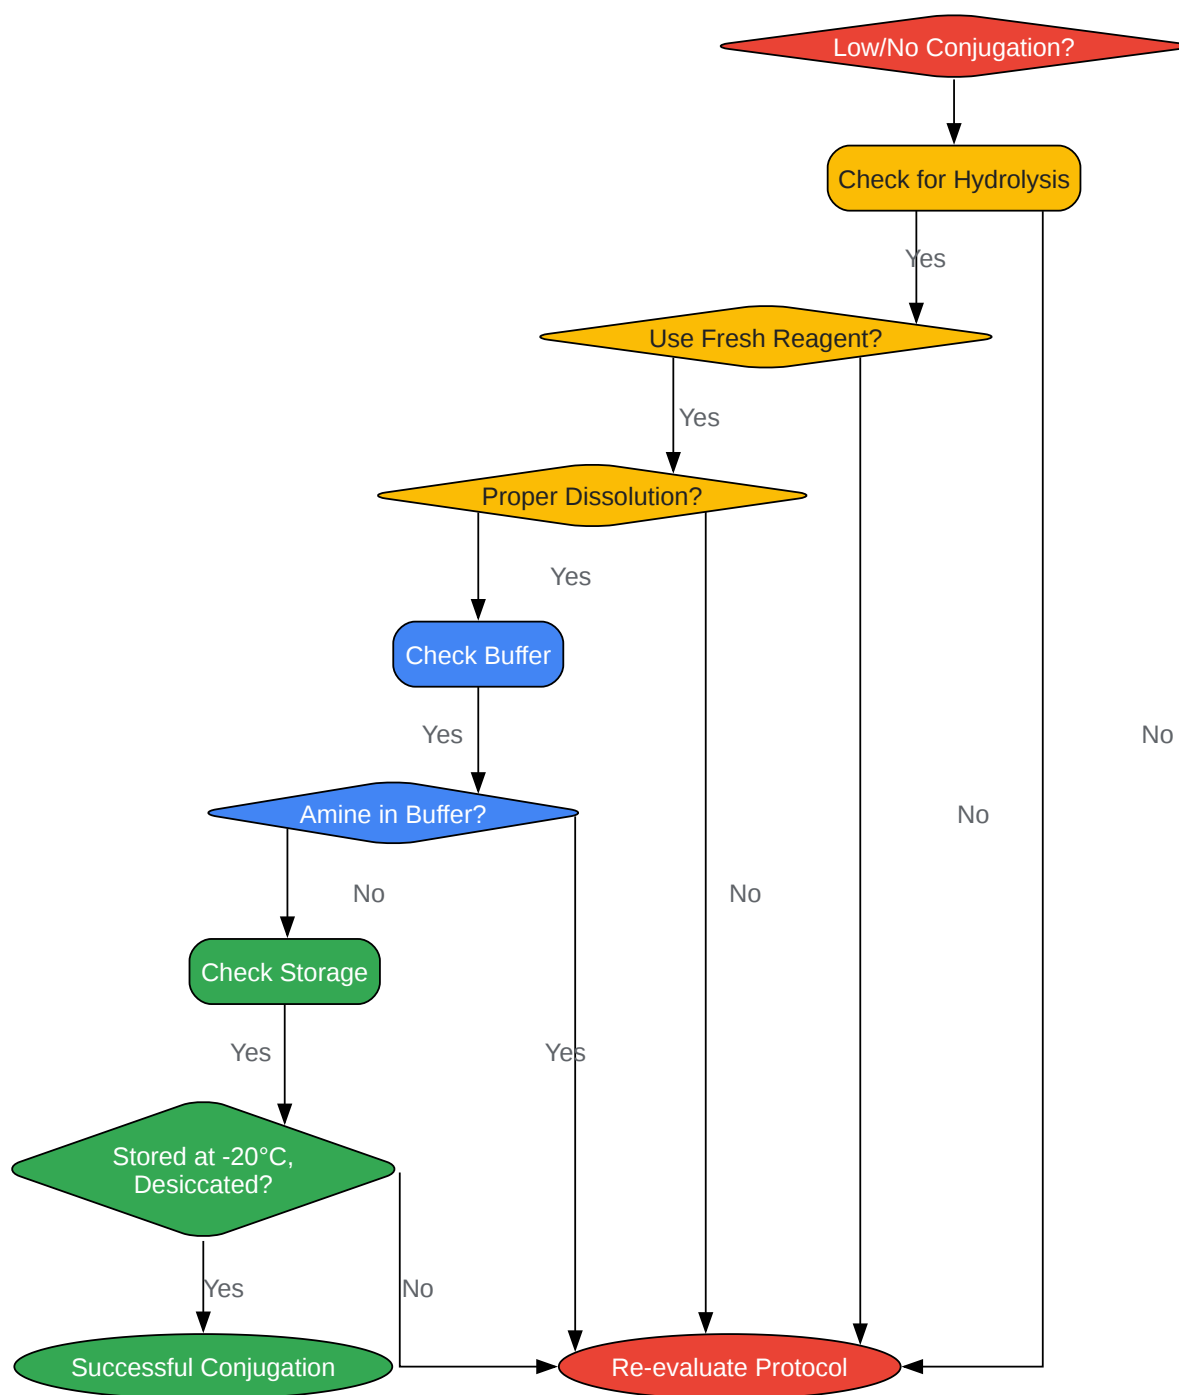 Low/No Conjugation?
Check for Hydrolysis
Yes
Use Fresh Reagent?
Yes
Proper Dissolution?
Yes
Check Buffer
Yes
No
Amine in Buffer?
No
No
No
Check Storage
Yes
Yes
Stored at -20°C,
Desiccated?
Yes
No
Successful Conjugation
Re-evaluate Protocol